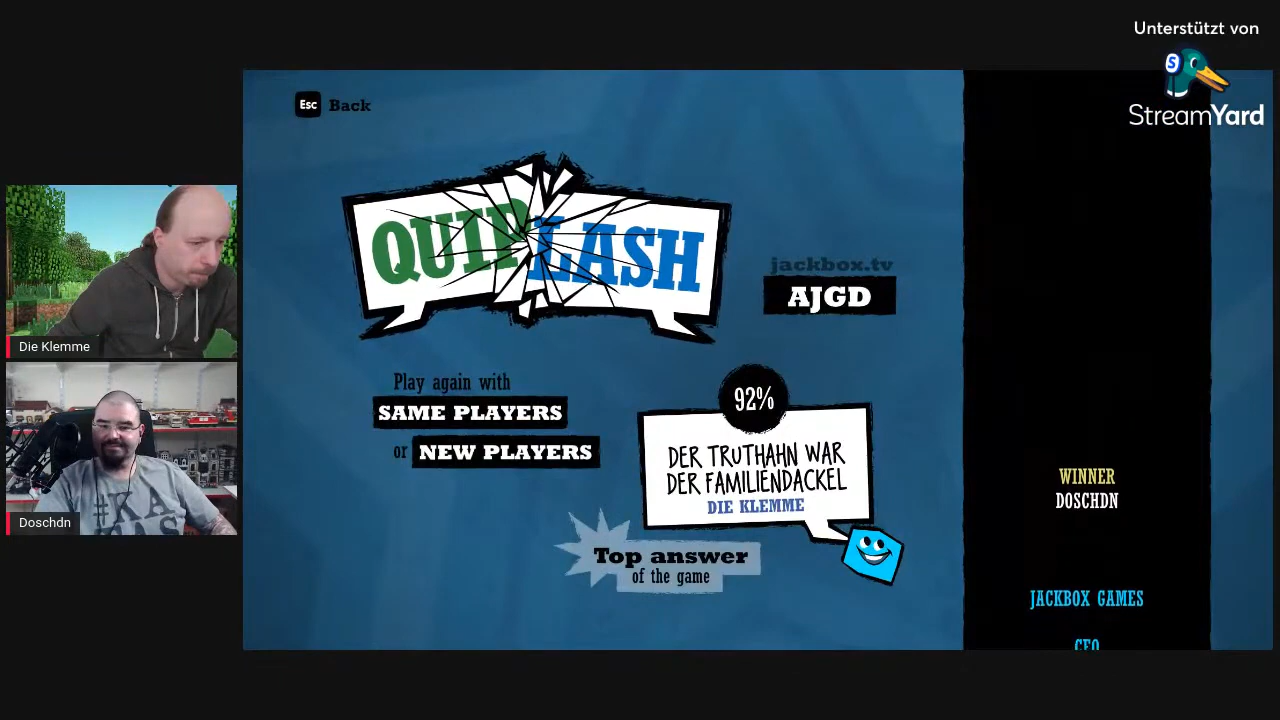 Unterstützt von
StreamYard
Esc Back
QUIPLASH
jackbox.tv
AJGD
Die Klemme
Play again with
SAME PLAYERS
or NEW PLAYERS
92%
DER TRUTHAHN WAR
DER FAMILIENDACKEL
DIE KLEMME
Top answer
of the game
WINNER
DOSCHDN
JACKBOX GAMES
CEO
#KA
Doschdn